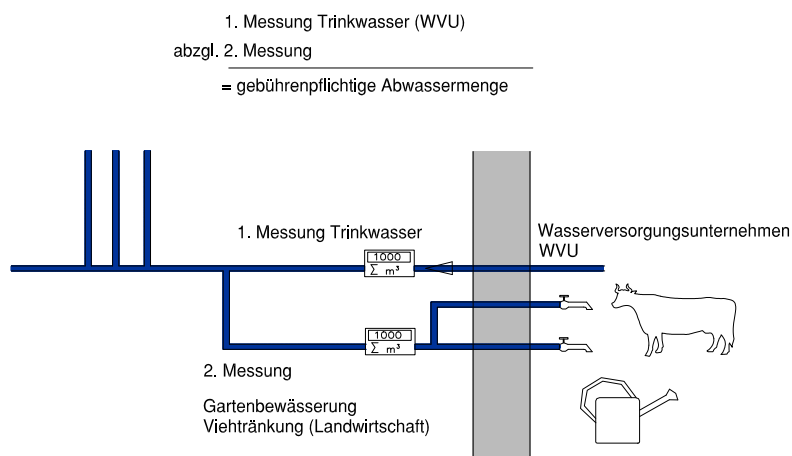 1. Messung Trinkwasser (WVU)
abzgl. 2. Messung
= gebührenpflichtige Abwassermenge
1. Messung Trinkwasser
Wasserversorgungsunternehmen
WVU
1000
Σ m³
1000
Σ m³
2. Messung
Gartenbewässerung
Viehtränkung (Landwirtschaft)